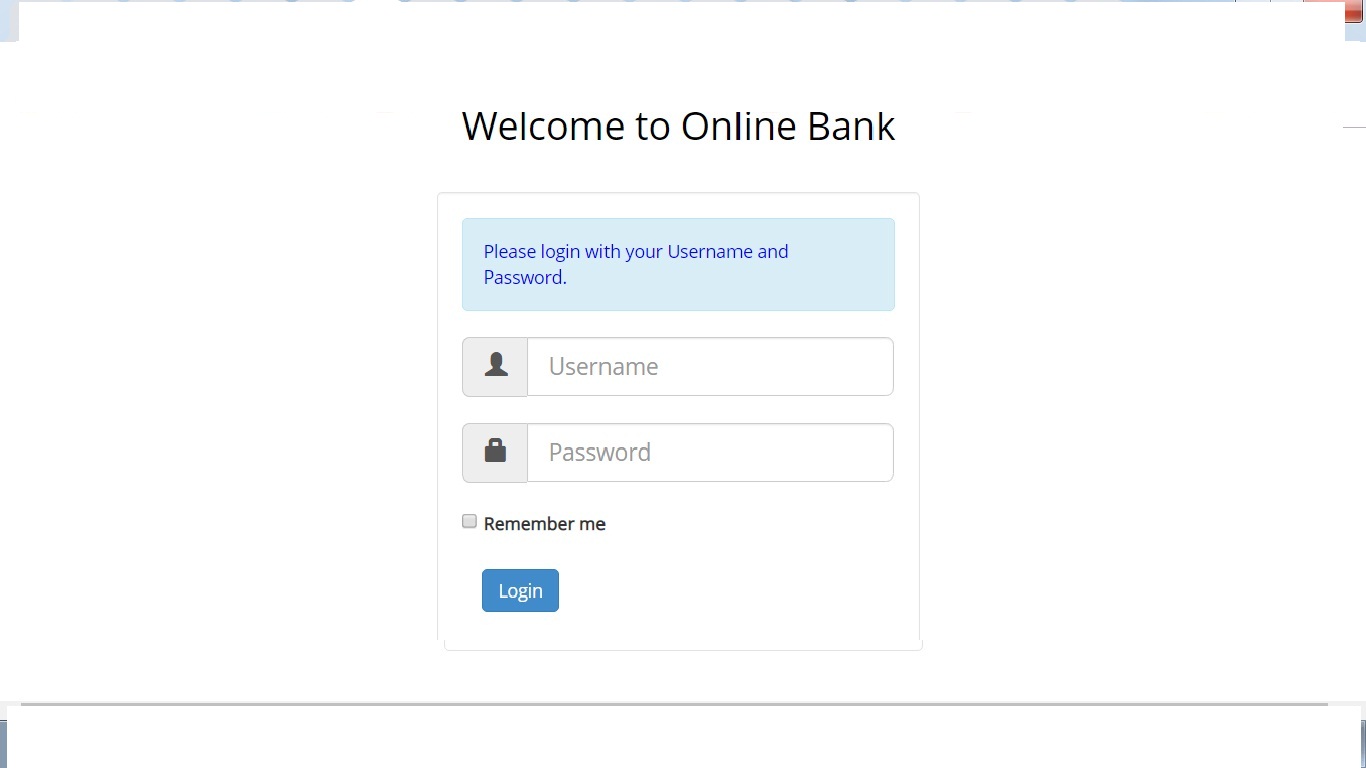 Welcome to Online Bank
Please login with your Username and
Password.
Username
Password
Remember me
Login